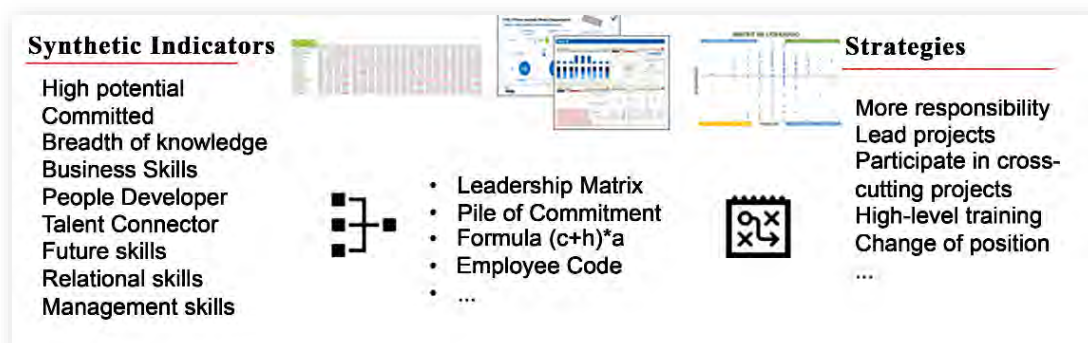 Synthetic Indicators
High potential
Committed
Breadth of knowledge
Business Skills
People Developer
Talent Connector
Future skills
Relational skills
Management skills
• Leadership Matrix
• Pile of Commitment
• Formula (c+h)*a
• Employee Code
• ...
Strategies
More responsibility
Lead projects
Participate in cross-
cutting projects
High-level training
Change of position
...